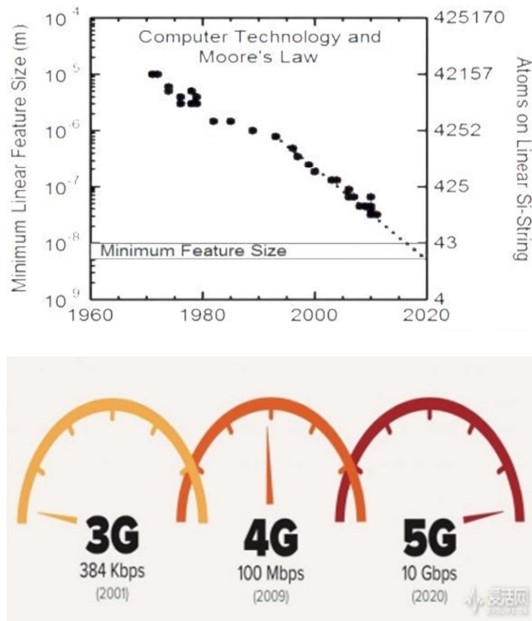 Computer Technology and
Moore's Law
Minimum Linear Feature Size (m)
10⁻⁴
10⁻⁵
10⁻⁶
10⁻⁷
10⁻⁸
10⁻⁹
Minimum Feature Size
425170
42157
4252
425
43
4
Atoms on Linear Si-String
1960
1980
2000
2020
3G
384 Kbps
(2001)
4G
100 Mbps
(2009)
5G
10 Gbps
(2020)